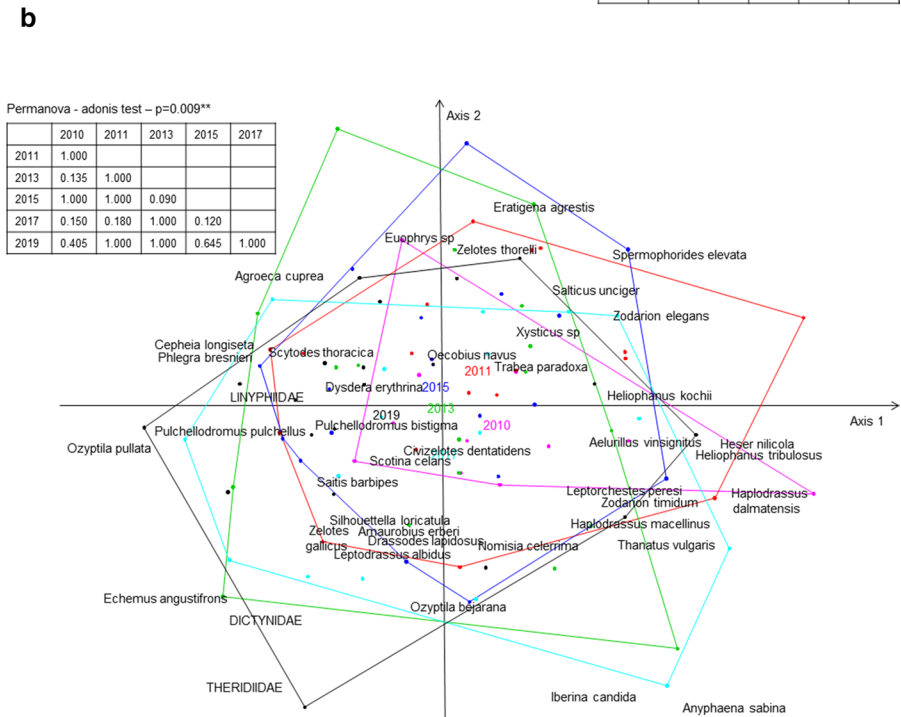 b
Permanova - adonis test – p=0.009**
2010 2011 2013 2015 2017
2011 1.000
2013 0.135 1.000
2015 1.000 1.000 0.090
2017 0.150 0.180 1.000 0.120
2019 0.405 1.000 1.000 0.645 1.000
Axis 2
Eratigena agrestis
Euophrys sp
Zelotes thorelli
Spermophorides elevata
Agroeca cuprea
Salticus unciger
Zodarion elegans
Xysticus sp
Cepheia longiseta
Phlegra bresnieri
Scytodes thoracica
Oecobius navus
2011
Trabea paradoxa
Dysdera erythrina
2015
LINYPHIIDAE
Heliophanus kochii
2013
2019
Axis 1
Pulchellodromus pulchellus
Pulchellodromus bistigma
2010
Ozyptila pullata
Aelurillus vinsignitus
Heser nilicola
Civizelotes dentatidens
Heliophanus tribulosus
Scotina celans
Saitis barbipes
Leptorchestes peresi
Haplodrassus
dalmatensis
Zodarion timidum
Silhouettella loricatula
Haplodrassus macellinus
Zelotes
gallicus
Amaurobius erberi
Drassodes lapidosus
Nomisia celerrima
Thanatus vulgaris
Leptodrassus albidus
Echemus angustifrons
Ozyptila bejarana
DICTYNIDAE
THERIDIIDAE
Iberina candida
Anyphaena sabina